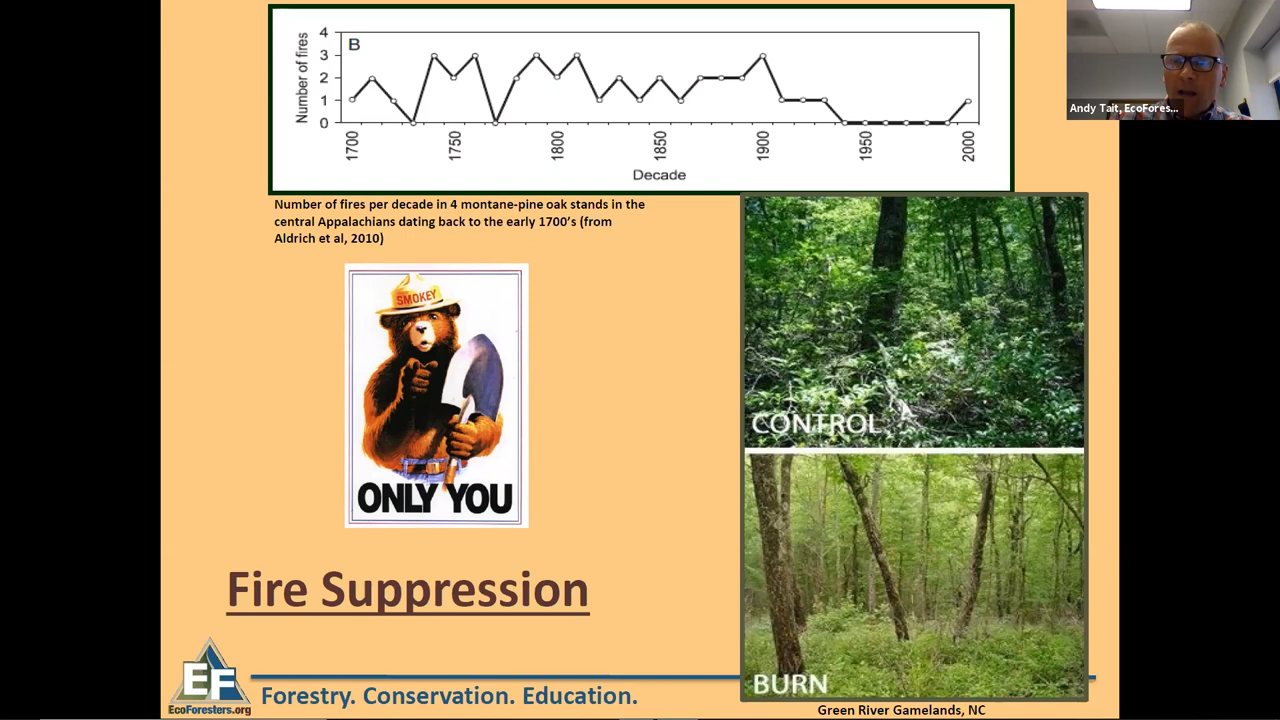 B
Number of fires
4
3
2
1
0
1700
1750
1800
1850
1900
1950
2000
Decade
Andy Tait, EcoFores...
Number of fires per decade in 4 montane-pine oak stands in the
central Appalachians dating back to the early 1700's (from
Aldrich et al, 2010)
SMOKEY
ONLY YOU
CONTROL
BURN
Fire Suppression
EF
EcoForesters.org
Forestry. Conservation. Education.
Green River Gamelands, NC